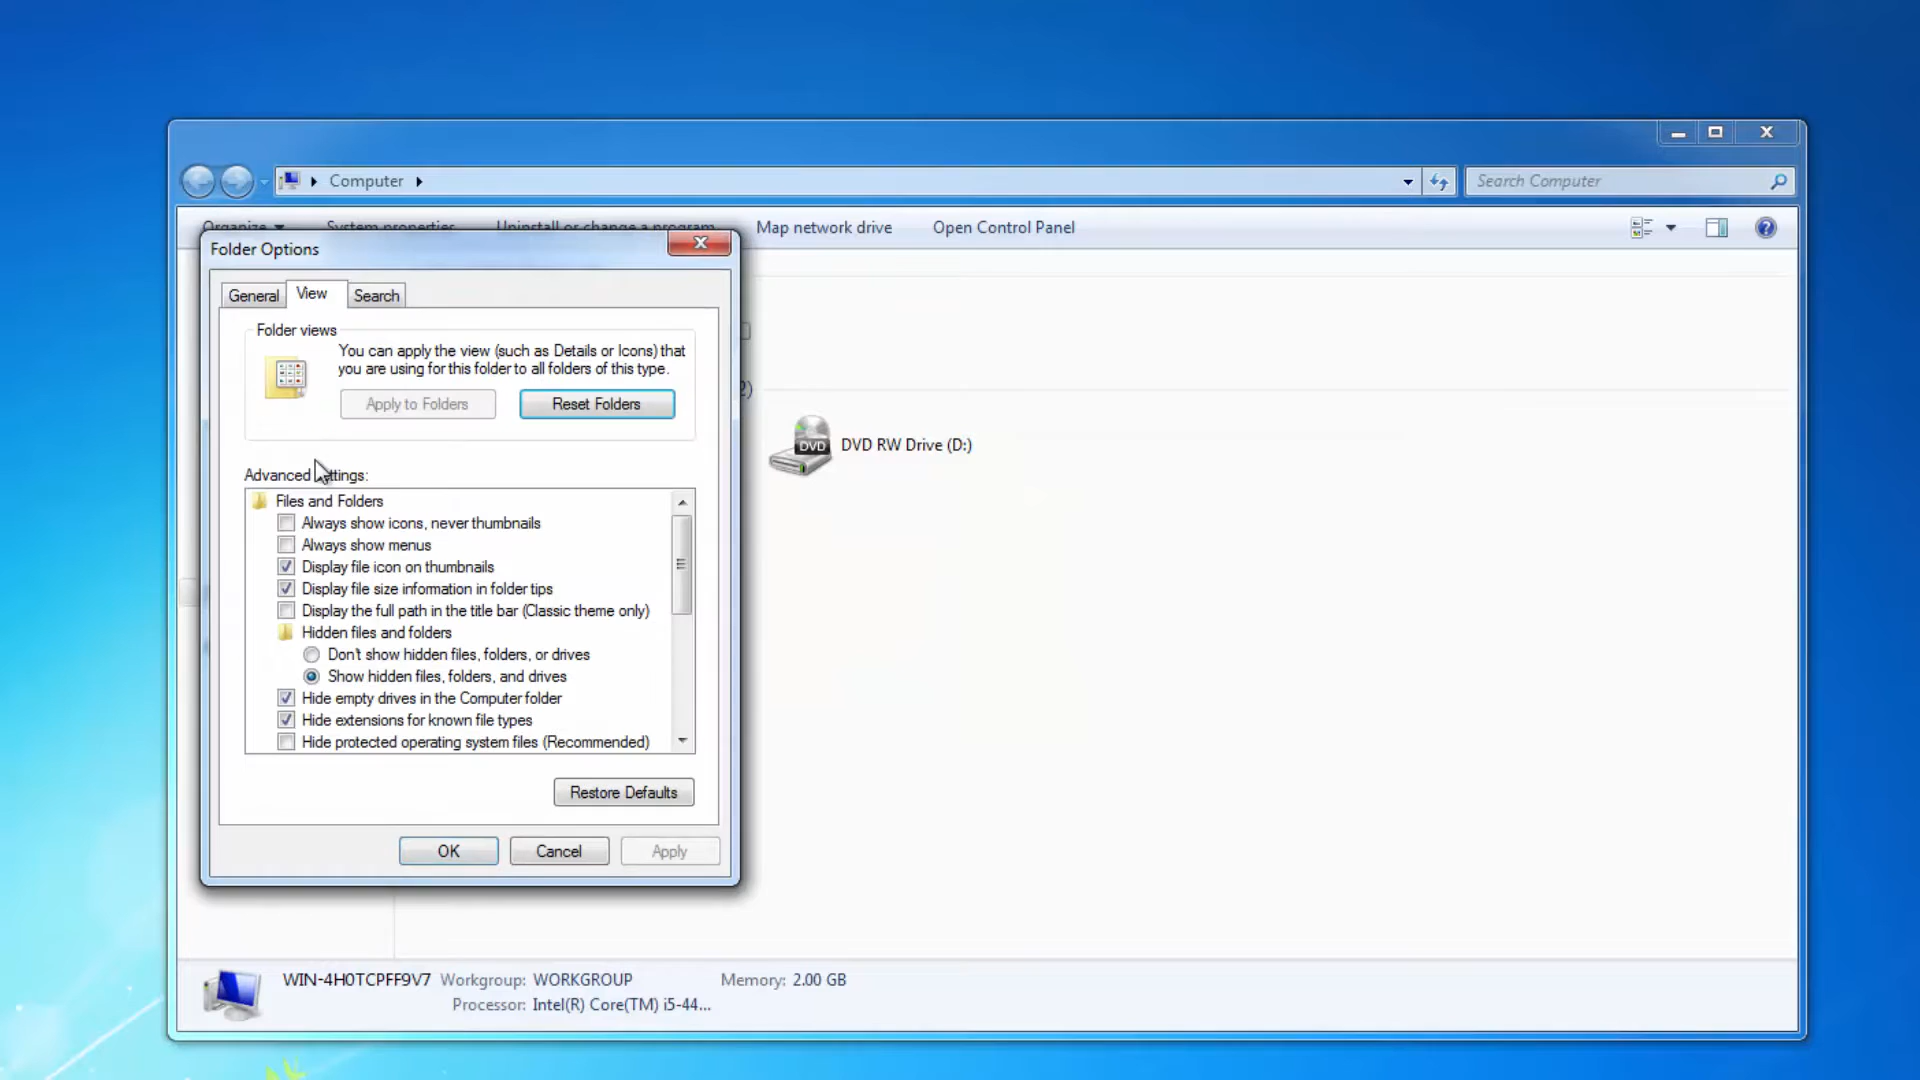 Computer
Search Computer
Organize
System properties
Uninstall or change a program
Map network drive
Open Control Panel
Folder Options
General
View
Search
Folder views
You can apply the view (such as Details or Icons) that
you are using for this folder to all folders of this type.
Apply to Folders
Reset Folders
2)
DVD
DVD RW Drive (D:)
Advanced settings:
Files and Folders
Always show icons, never thumbnails
Always show menus
Display file icon on thumbnails
Display file size information in folder tips
Display the full path in the title bar (Classic theme only)
Hidden files and folders
Don't show hidden files, folders, or drives
Show hidden files, folders, and drives
Hide empty drives in the Computer folder
Hide extensions for known file types
Hide protected operating system files (Recommended)
Restore Defaults
OK
Cancel
Apply
WIN-4H0TCPFF9V7 Workgroup: WORKGROUP Memory: 2.00 GB
Processor: Intel(R) Core(TM) i5-44...